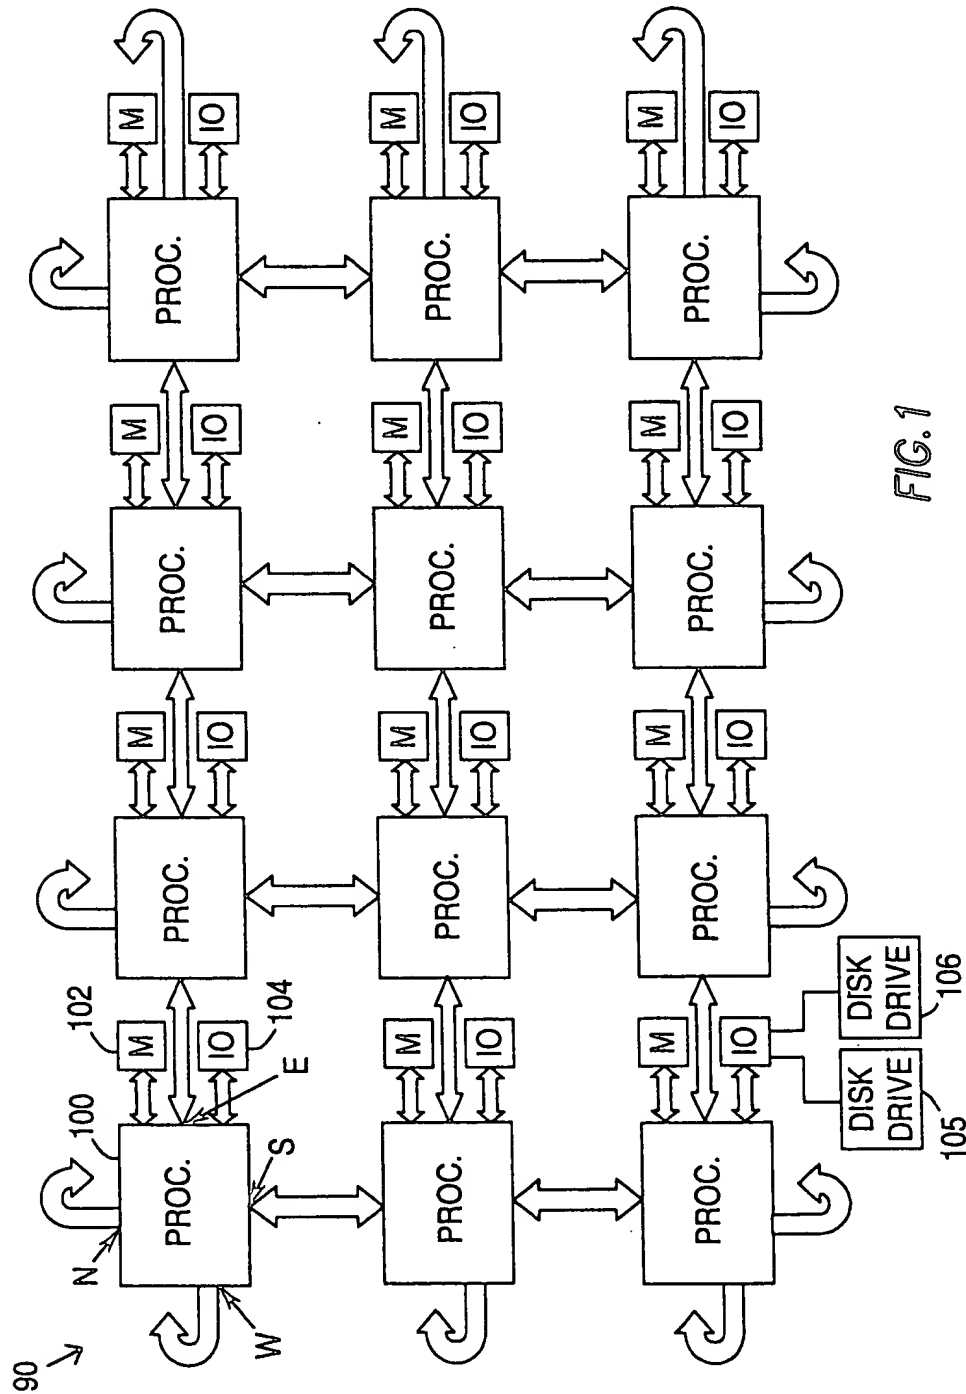 90
N 100 102
M M M M
PROC. PROC. PROC. PROC.
IO IO IO IO
W S E 104
M M M M
PROC. PROC. PROC. PROC.
IO IO IO IO
M M M M
PROC. PROC. PROC. PROC.
IO IO IO IO
DISK DRIVE
DISK DRIVE
105 106
FIG. 1